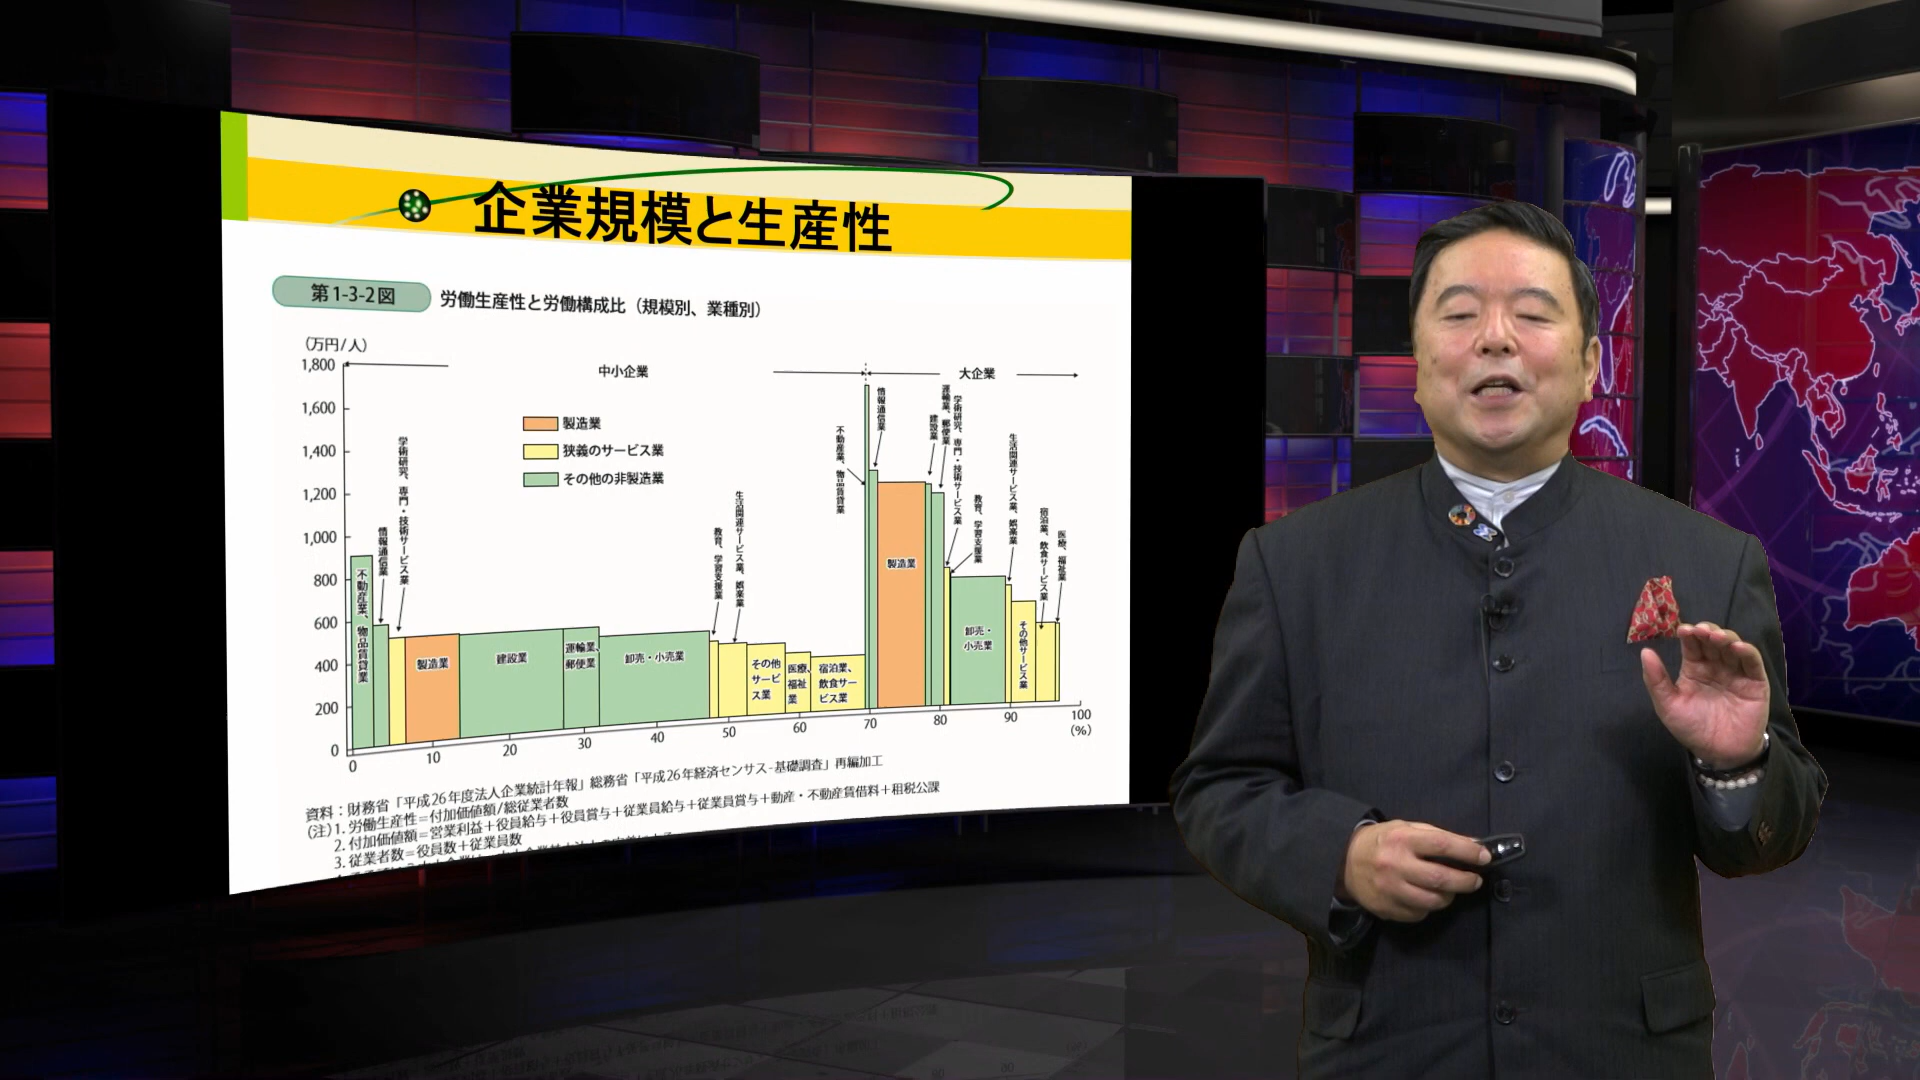 企業規模と生産性
第1-3-2図 労働生産性と労働構成比(規模別、業種別)
(万円/人)
1,800
1,600
1,400
1,200
1,000
800
600
400
200
0
中小企業
大企業
製造業
狭義のサービス業
その他の非製造業
不動産業、物品賃貸業
情報通信業
学術研究、専門・技術サービス業
製造業
建設業
運輸業、
郵便業
卸売・小売業
教育、学習支援業
生活関連サービス業、娯楽業
その他
サービ
ス業
医療、
福祉
業
宿泊業、
飲食サー
ビス業
不動産業、物品賃貸業
情報通信業
製造業
建設業
運輸業、郵便業
学術研究、専門・技術サービス業
教育、学習支援業
卸売・
小売業
生活関連サービス業、娯楽業
その他サービス業
宿泊業、飲食サービス業
医療、福祉業
0 10 20 30 40 50 60 70 80 90 100
(%)
資料:財務省「平成26年度法人企業統計年報」総務省「平成26年経済センサス-基礎調査」再編加工
(注)1. 労働生産性=付加価値額/総従業者数
2. 付加価値額=営業利益+役員給与+役員賞与+従業員給与+従業員賞与+動産・不動産賃借料+租税公課
3. 従業者数=役員数+従業員数